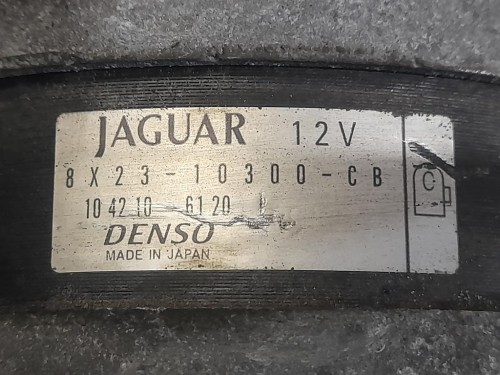 JAGUAR 12V
8X23-10300-CB
C
104210-6120
DENSO
MADE IN JAPAN